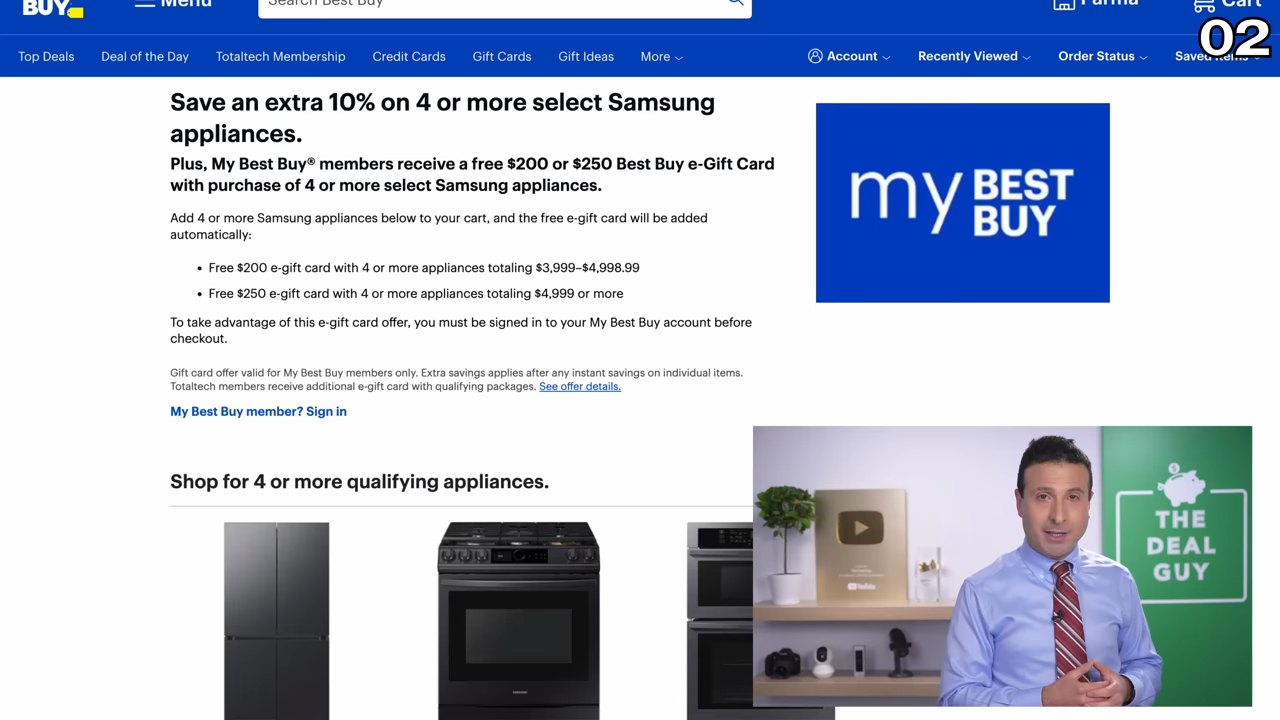 BUY
Menu
Search Best Buy
Parma
Cart
02
Top Deals
Deal of the Day
Totaltech Membership
Credit Cards
Gift Cards
Gift Ideas
More
Account
Recently Viewed
Order Status
Saved Items
Save an extra 10% on 4 or more select Samsung
appliances.
Plus, My Best Buy® members receive a free $200 or $250 Best Buy e-Gift Card
with purchase of 4 or more select Samsung appliances.
Add 4 or more Samsung appliances below to your cart, and the free e-gift card will be added
automatically:
• Free $200 e-gift card with 4 or more appliances totaling $3,999–$4,998.99
• Free $250 e-gift card with 4 or more appliances totaling $4,999 or more
To take advantage of this e-gift card offer, you must be signed in to your My Best Buy account before
checkout.
Gift card offer valid for My Best Buy members only. Extra savings applies after any instant savings on individual items.
Totaltech members receive additional e-gift card with qualifying packages. See offer details.
My Best Buy member? Sign in
my BEST
BUY
Shop for 4 or more qualifying appliances.
SAMSUNG
YouTube
THE
DEAL
GUY